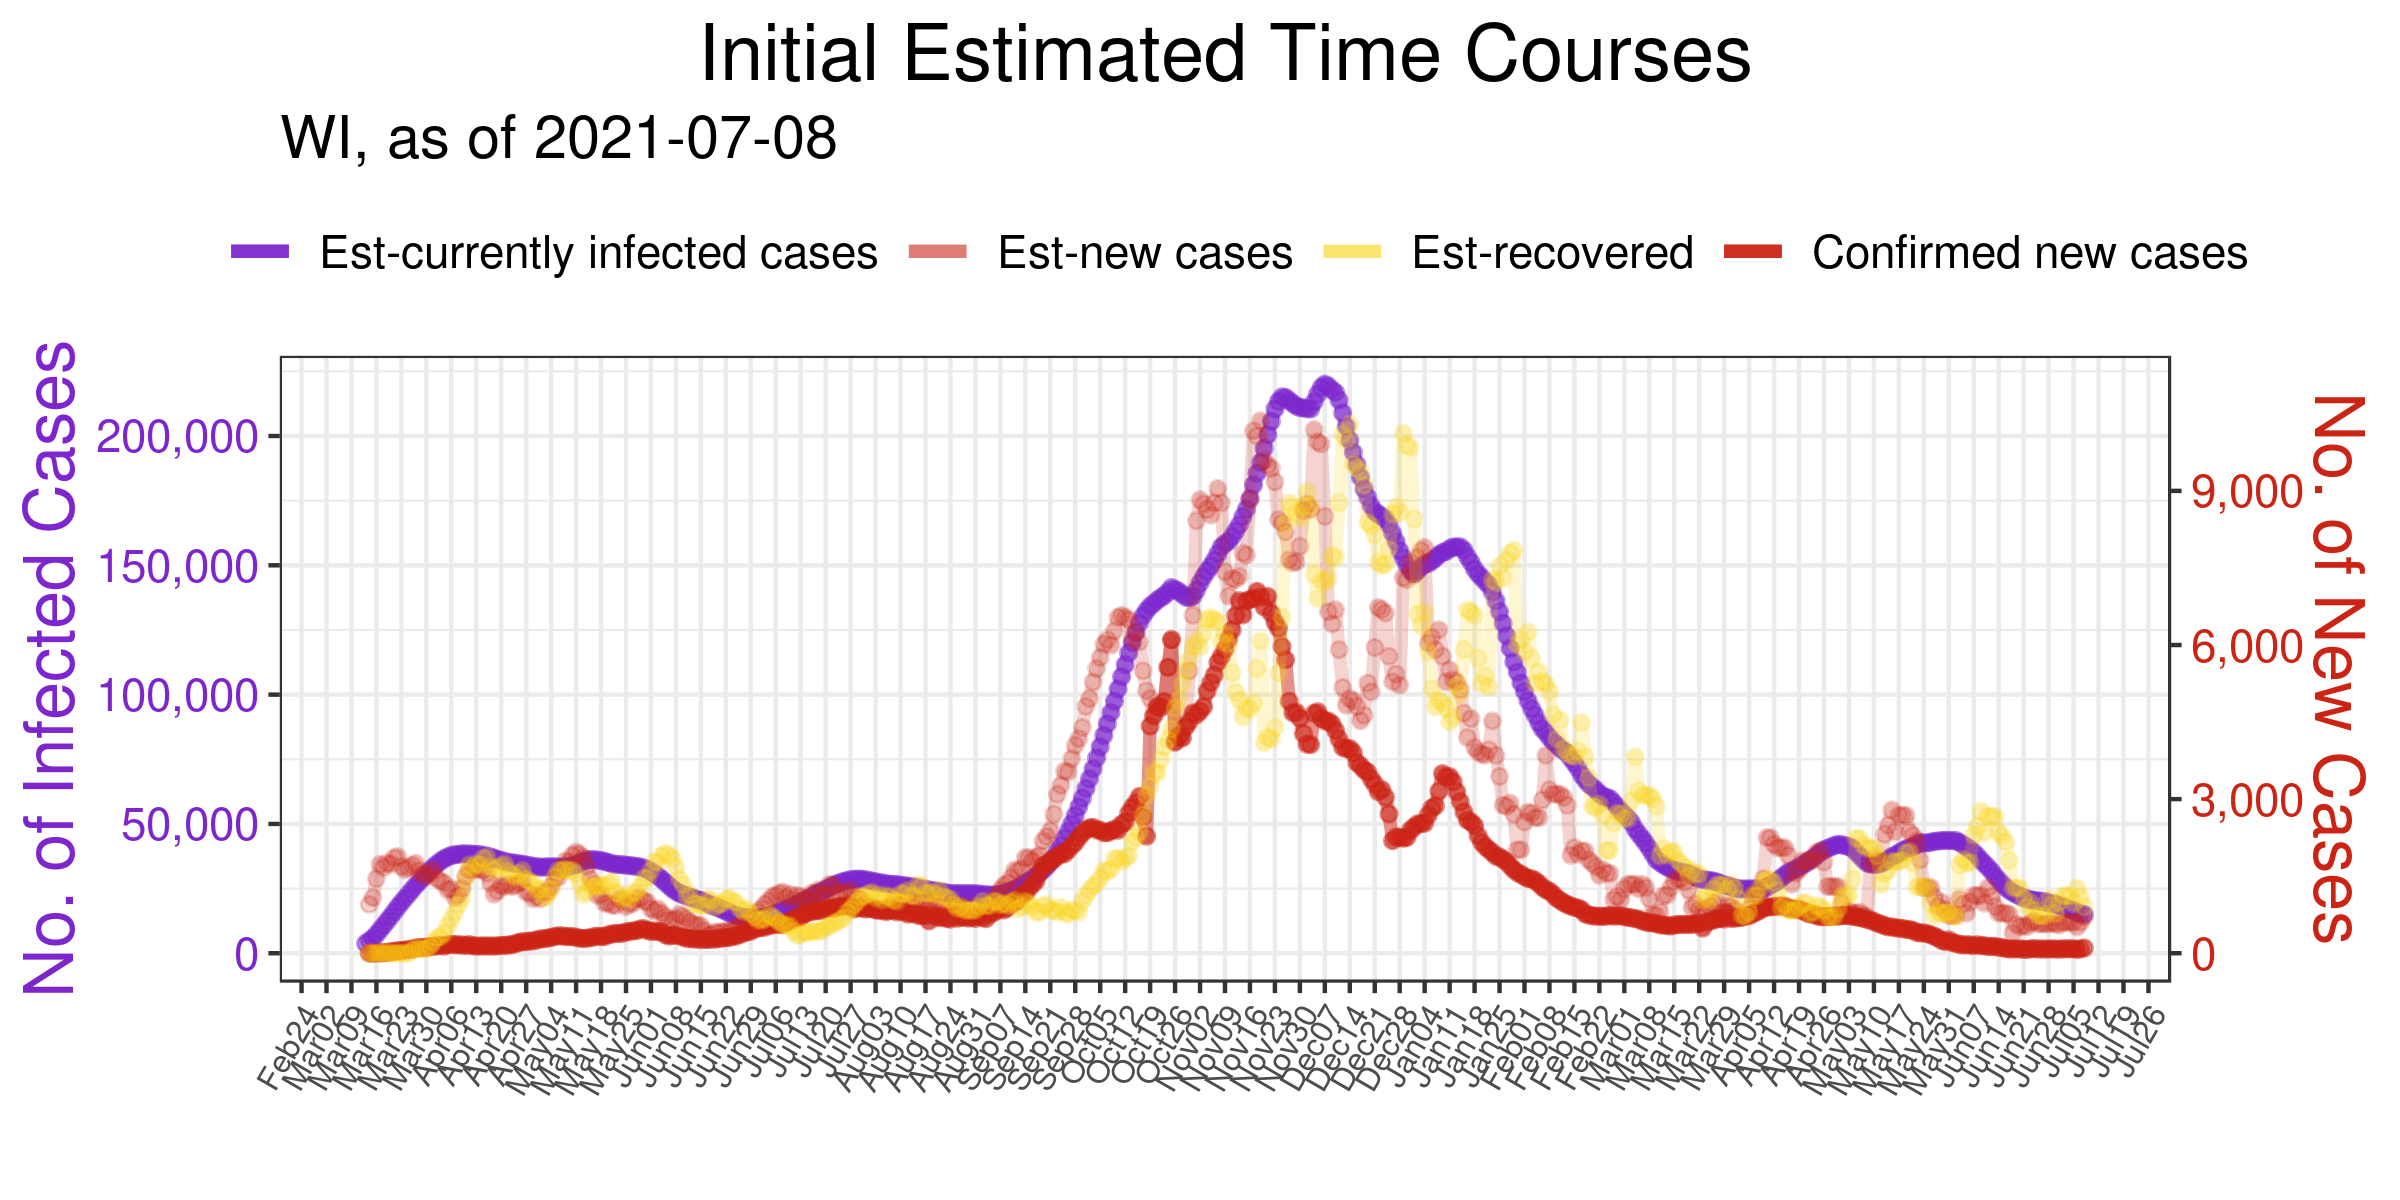 Initial Estimated Time Courses
WI, as of 2021-07-08
Est-currently infected cases
Est-new cases
Est-recovered
Confirmed new cases
No. of Infected Cases
200,000
150,000
100,000
50,000
0
No. of New Cases
9,000
6,000
3,000
0
Feb24
Mar02
Mar09
Mar16
Mar23
Mar30
Apr06
Apr13
Apr20
Apr27
May04
May11
May18
May25
Jun01
Jun08
Jun15
Jun22
Jun29
Jul06
Jul13
Jul20
Jul27
Aug03
Aug10
Aug17
Aug24
Aug31
Sep07
Sep14
Sep21
Sep28
Oct05
Oct12
Oct19
Oct26
Nov02
Nov09
Nov16
Nov23
Nov30
Dec07
Dec14
Dec21
Dec28
Jan04
Jan11
Jan18
Jan25
Feb01
Feb08
Feb15
Feb22
Mar01
Mar08
Mar15
Mar22
Mar29
Apr05
Apr12
Apr19
Apr26
May03
May10
May17
May24
May31
Jun07
Jun14
Jun21
Jun28
Jul05
Jul12
Jul19
Jul26